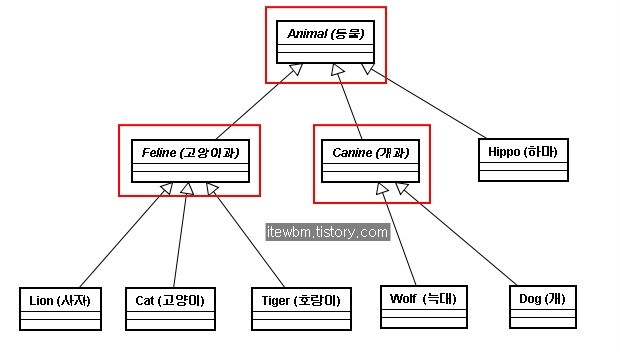 Animal (동물)
Feline (고양이과)
Canine (개과)
Hippo (하마)
itewbm.tistory.com
Lion (사자)
Cat (고양이)
Tiger (호랑이)
Wolf (늑대)
Dog (개)